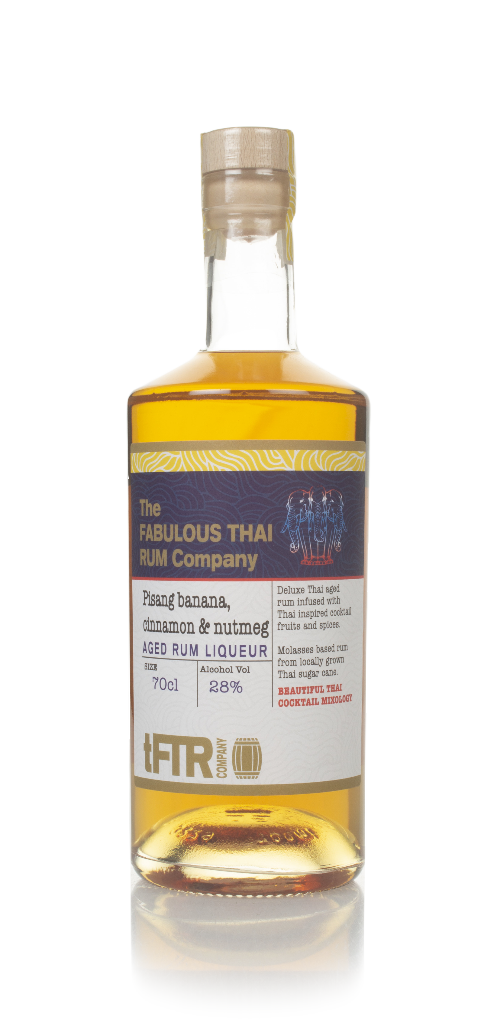 The
FABULOUS THAI
RUM Company
Pisang banana,
cinnamon & nutmeg
AGED RUM LIQUEUR
SIZE
70cl
Alcohol Vol
28%
Deluxe Thai aged
rum infused with
Thai inspired cocktail
fruits and spices.
Molasses based rum
from locally grown
Thai sugar cane.
BEAUTIFUL THAI
COCKTAIL MIXOLOGY
tFTR
COMPANY